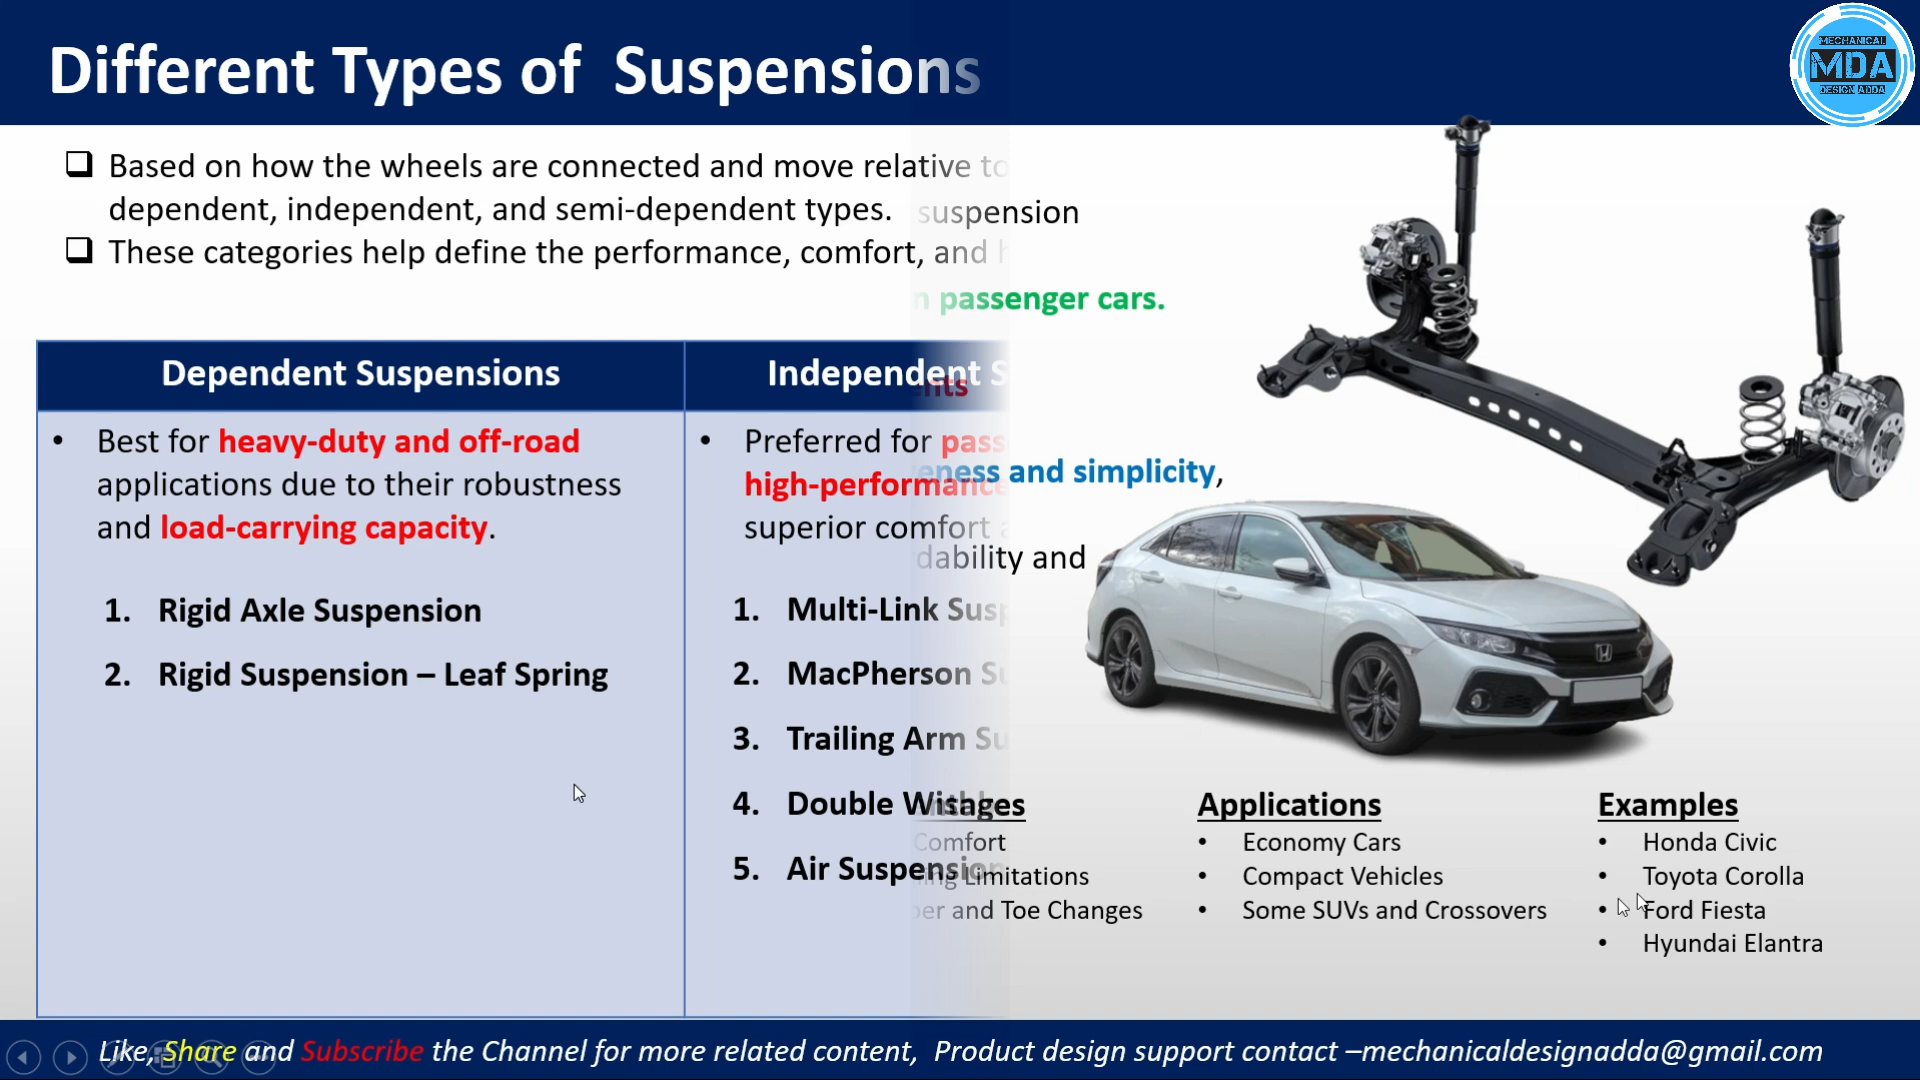 Different Types of Suspensions
MECHANICAL
MDA
DESIGN ADDA
Based on how the wheels are connected and move relative to
dependent, independent, and semi-dependent types.
suspension
These categories help define the performance, comfort, and
passenger cars.
Dependent Suspensions
Independent
Best for heavy-duty and off-road
applications due to their robustness
and load-carrying capacity.
Preferred for
high-performance
superior comfort
and simplicity,
and
1. Rigid Axle Suspension
2. Rigid Suspension – Leaf Spring
1. Multi-Link
2. MacPherson
3. Trailing Arm
4. Double
5. Air Suspension
Comfort
Limitations
and Toe Changes
Applications
• Economy Cars
• Compact Vehicles
• Some SUVs and Crossovers
Examples
• Honda Civic
• Toyota Corolla
• Ford Fiesta
• Hyundai Elantra
Like, Share and Subscribe the Channel for more related content, Product design support contact –mechanicaldesignadda@gmail.com